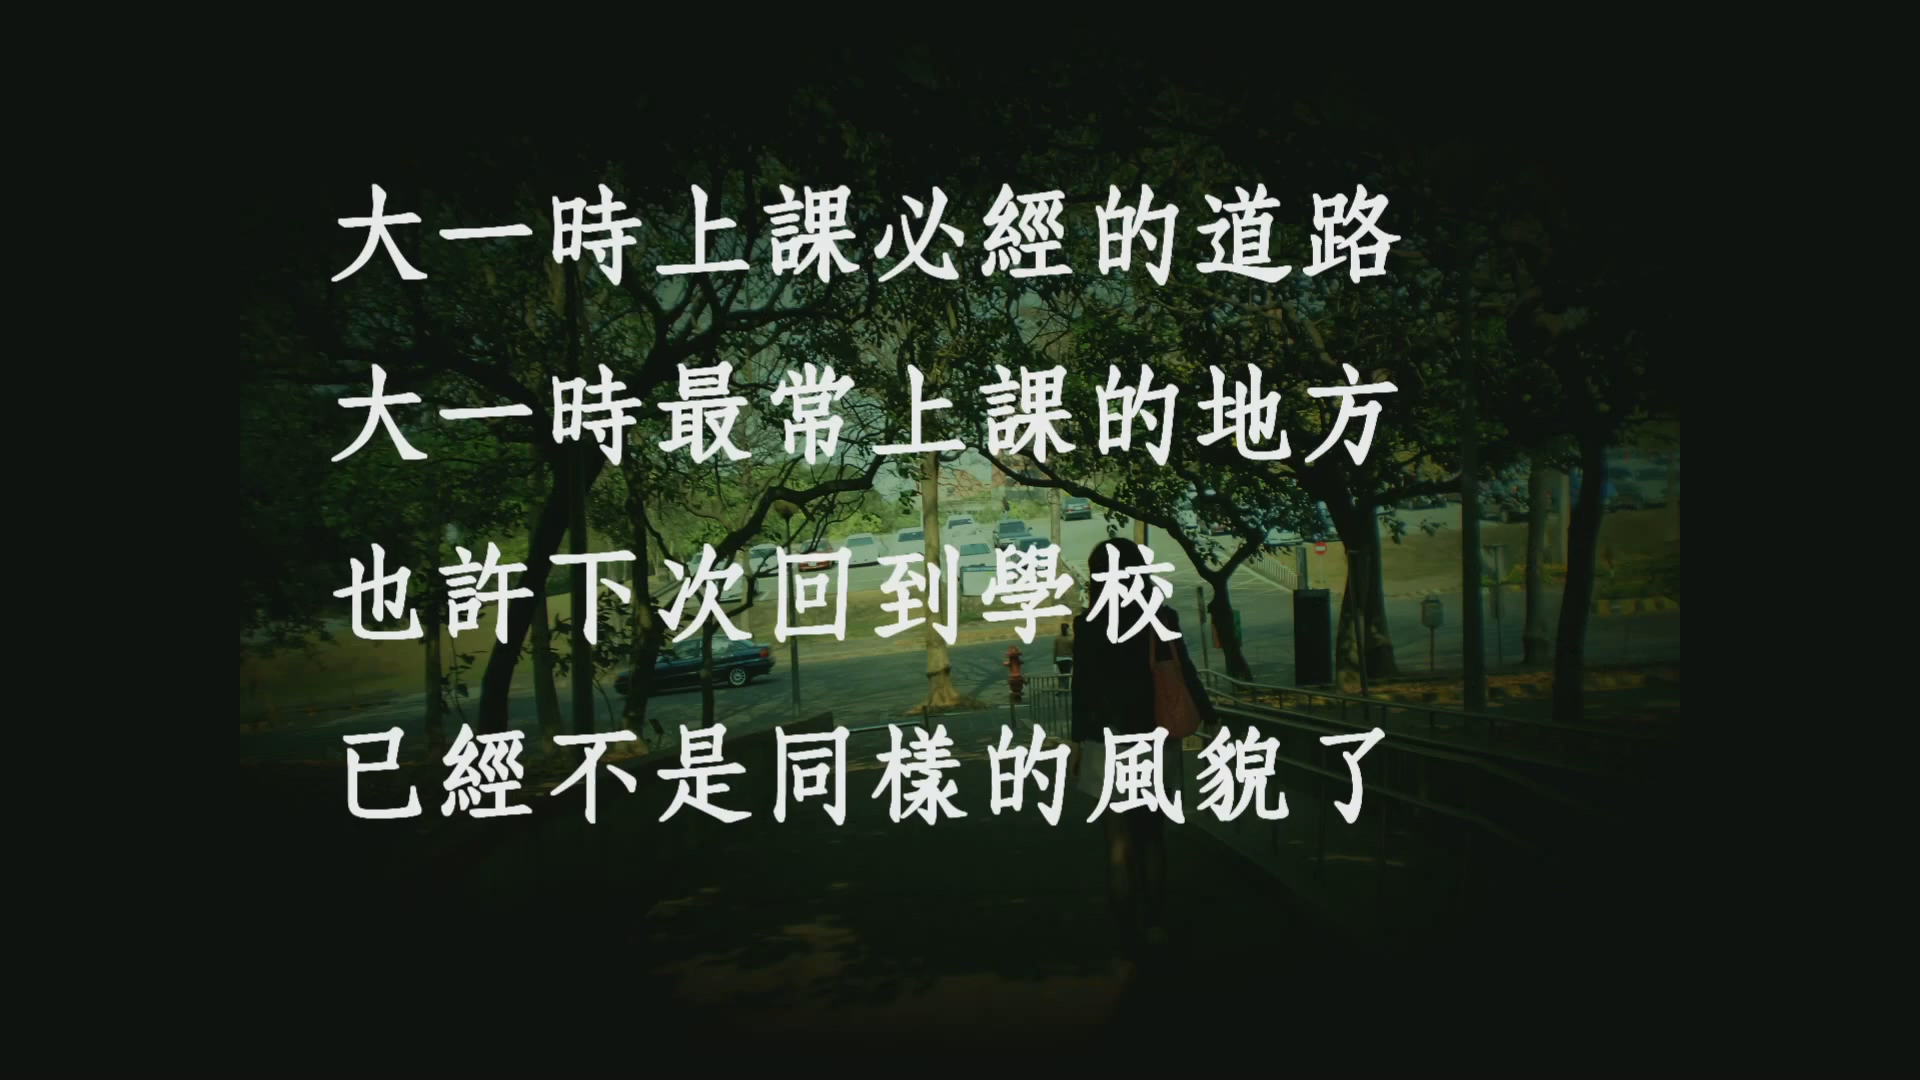 大一時上課必經的道路
大一時最常上課的地方
也許下次回到學校
已經不是同樣的風貌了